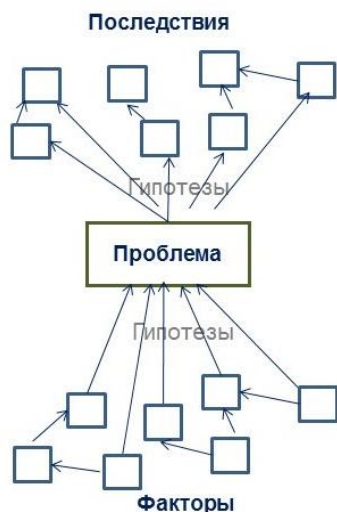 Последствия
Гипотезы
Проблема
Гипотезы
Факторы